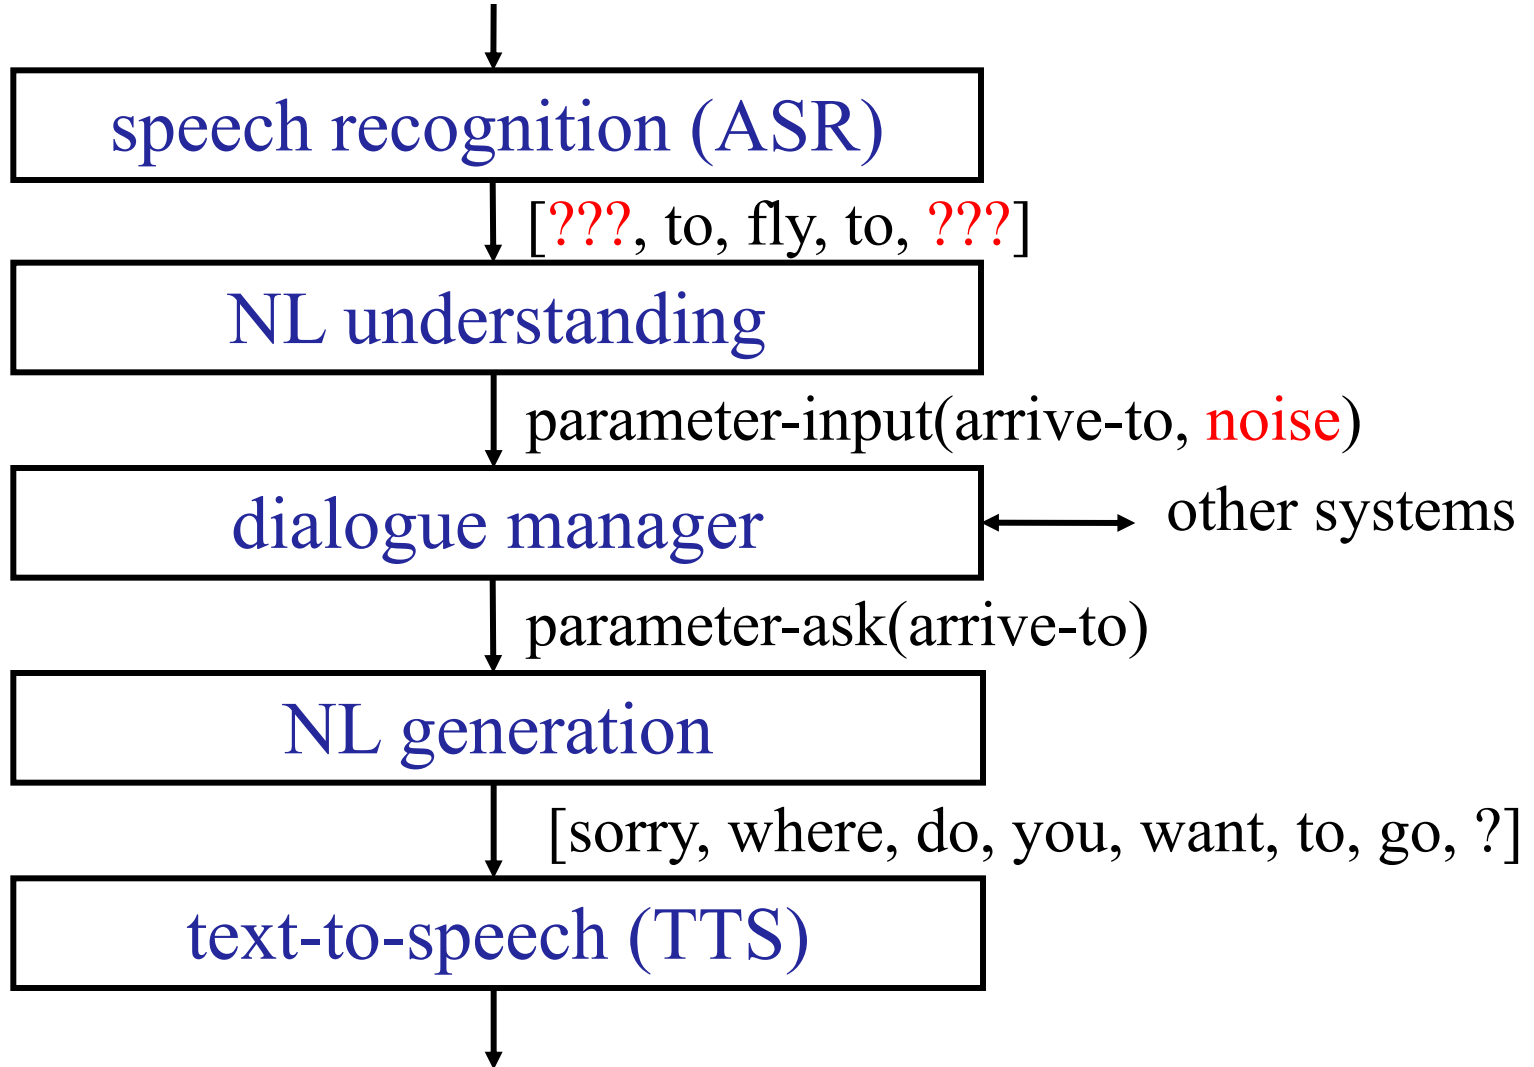 speech recognition (ASR)
[???, to, fly, to, ???]
NL understanding
parameter-input(arrive-to, noise)
dialogue manager
other systems
parameter-ask(arrive-to)
NL generation
[sorry, where, do, you, want, to, go, ?]
text-to-speech (TTS)